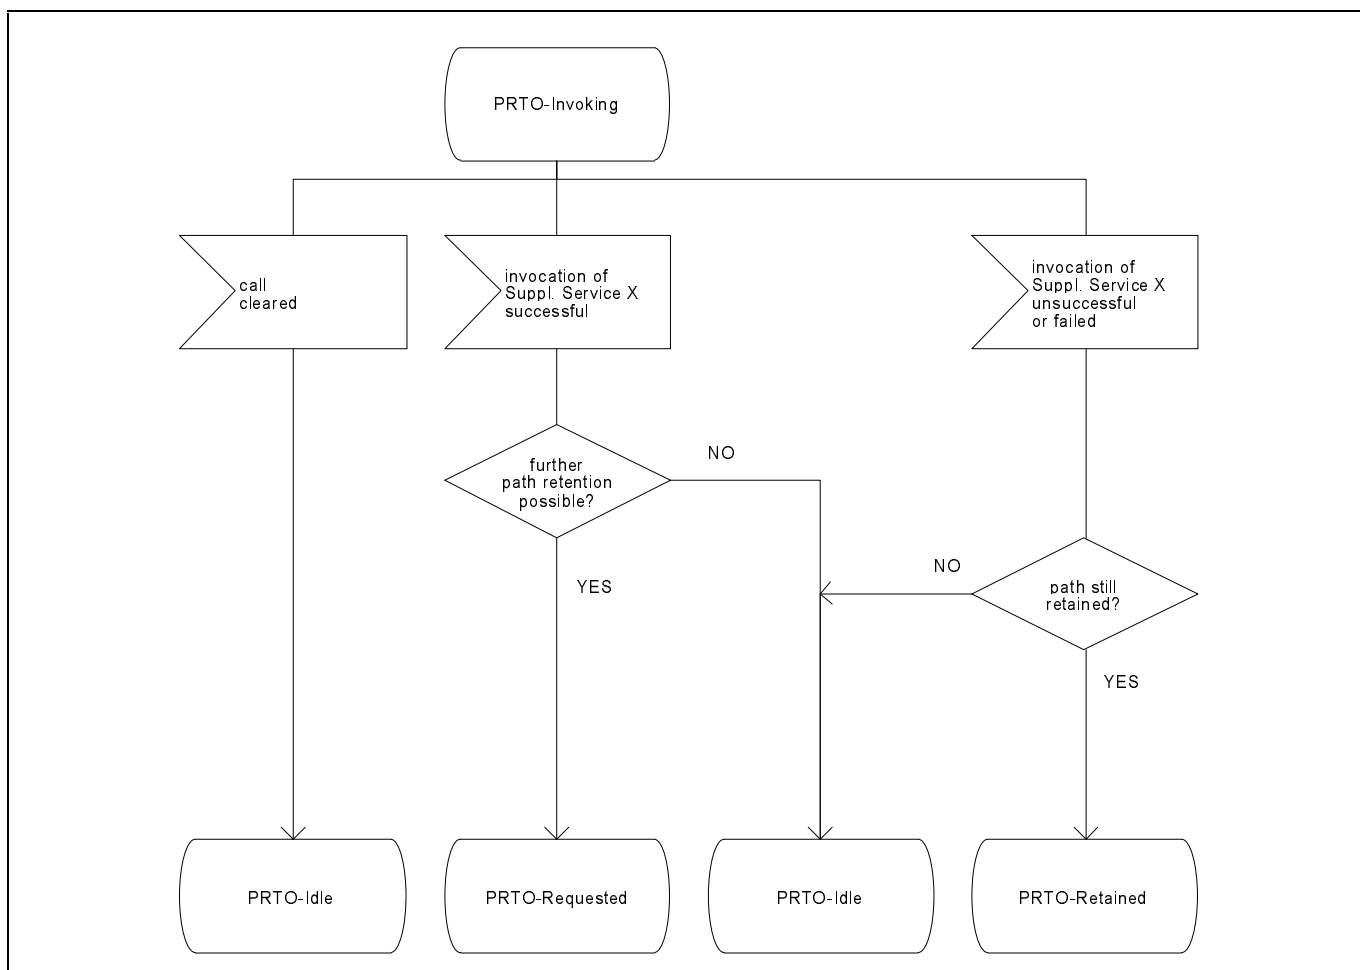 PRTO-Invoking
call
cleared
invocation of
Suppl. Service X
successful
invocation of
Suppl. Service X
unsuccessful
or failed
further
path retention
possible?
NO
YES
NO
path still
retained?
YES
PRTO-Idle
PRTO-Requested
PRTO-Idle
PRTO-Retained